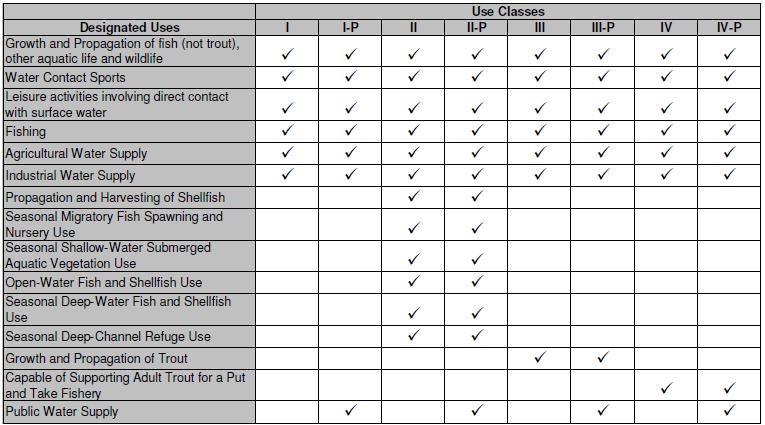 Use Classes
Designated Uses I I-P II II-P III III-P IV IV-P
Growth and Propagation of fish (not trout),
other aquatic life and wildlife ✓ ✓ ✓ ✓ ✓ ✓ ✓ ✓
Water Contact Sports ✓ ✓ ✓ ✓ ✓ ✓ ✓ ✓
Leisure activities involving direct contact
with surface water ✓ ✓ ✓ ✓ ✓ ✓ ✓ ✓
Fishing ✓ ✓ ✓ ✓ ✓ ✓ ✓ ✓
Agricultural Water Supply ✓ ✓ ✓ ✓ ✓ ✓ ✓ ✓
Industrial Water Supply ✓ ✓ ✓ ✓ ✓ ✓ ✓ ✓
Propagation and Harvesting of Shellfish ✓ ✓
Seasonal Migratory Fish Spawning and
Nursery Use ✓ ✓
Seasonal Shallow-Water Submerged
Aquatic Vegetation Use ✓ ✓
Open-Water Fish and Shellfish Use ✓ ✓
Seasonal Deep-Water Fish and Shellfish
Use ✓ ✓
Seasonal Deep-Channel Refuge Use ✓ ✓
Growth and Propagation of Trout ✓ ✓
Capable of Supporting Adult Trout for a Put
and Take Fishery ✓ ✓
Public Water Supply ✓ ✓ ✓ ✓